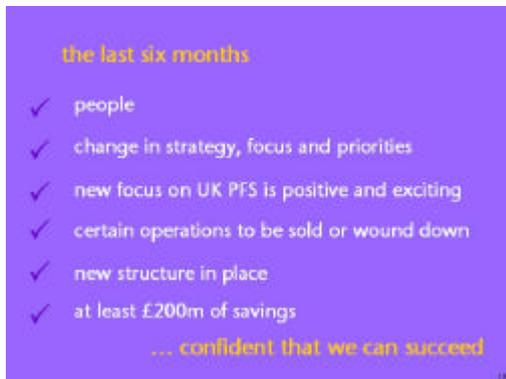 the last six months
people
change in strategy, focus and priorities
new focus on UK PFS is positive and exciting
certain operations to be sold or wound down
new structure in place
at least £200m of savings
... confident that we can succeed